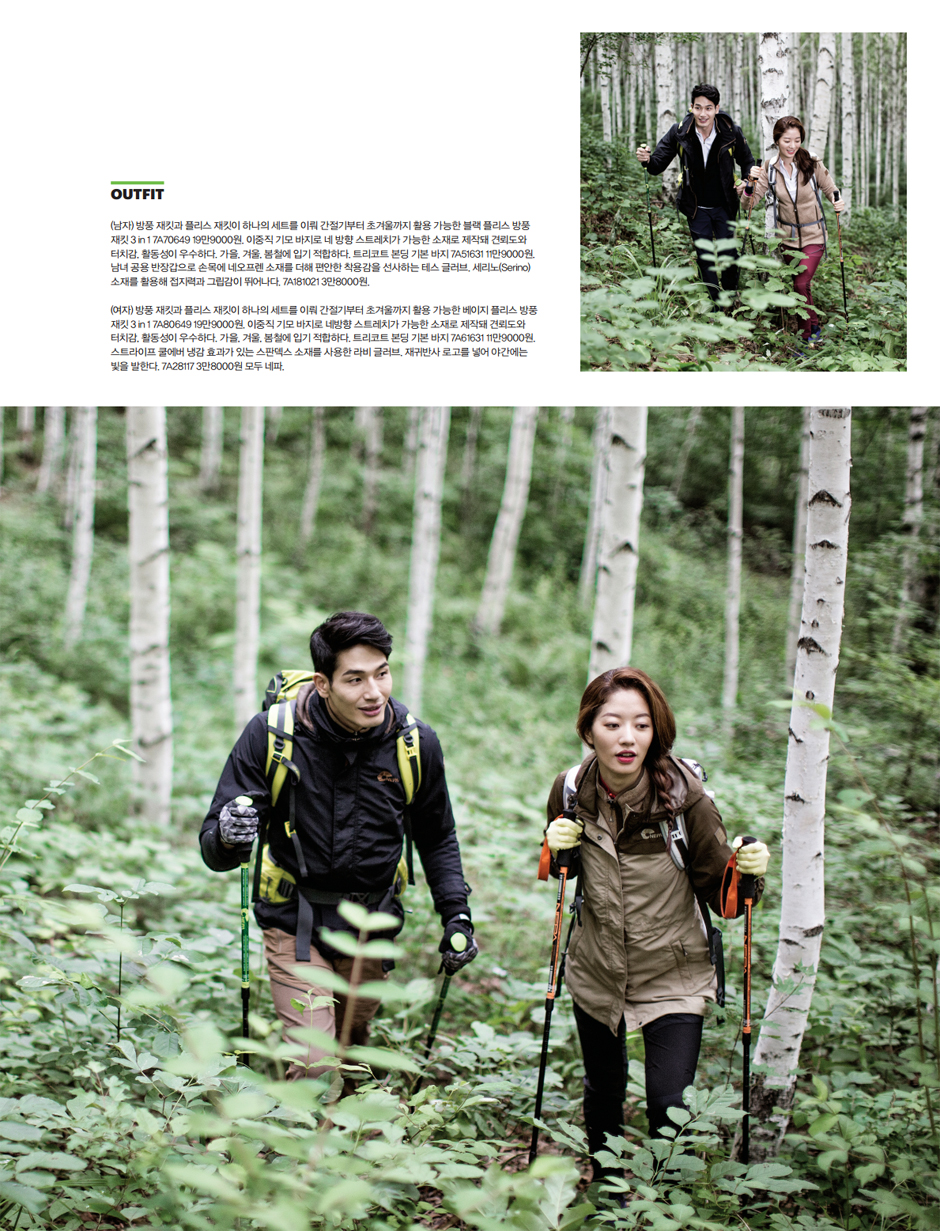 OUTFIT
(남자) 방풍 재킷과 플리스 재킷이 하나의 세트를 이뤄 간절기부터 초겨울까지 활용 가능한 블랙 플리스 방풍
재킷 3 in 1 7A70649 19만9000원. 이중직 기모 바지로 네 방향 스트레치가 가능한 소재로 제작돼 견뢰도와
터치감, 활동성이 우수하다. 가을, 겨울, 봄철에 입기 적합하다. 트리코트 본딩 기본 바지 7A51631 11만9000원.
남녀 공용 반장갑으로 손목에 네오프렌 소재를 더해 편안한 착용감을 선사하는 테스 글러브. 세리노(Serino)
소재를 활용해 접지력과 그립감이 뛰어나다. 7A181021 3만8000원.
(여자) 방풍 재킷과 플리스 재킷이 하나의 세트를 이뤄 간절기부터 초겨울까지 활용 가능한 베이지 플리스 방풍
재킷 3 in 1 7A80649 19만9000원. 이중직 기모 바지로 네방향 스트레치가 가능한 소재로 제작돼 견뢰도와
터치감, 활동성이 우수하다. 가을, 겨울, 봄철에 입기 적합하다. 트리코트 본딩 기본 바지 7A61631 11만9000원.
스트라이프 쿨에버 냉감 효과가 있는 스판덱스 소재를 사용한 라비 글러브. 재귀반사 로고를 넣어 야간에는
빛을 발한다. 7A28117 3만8000원 모두 네파.